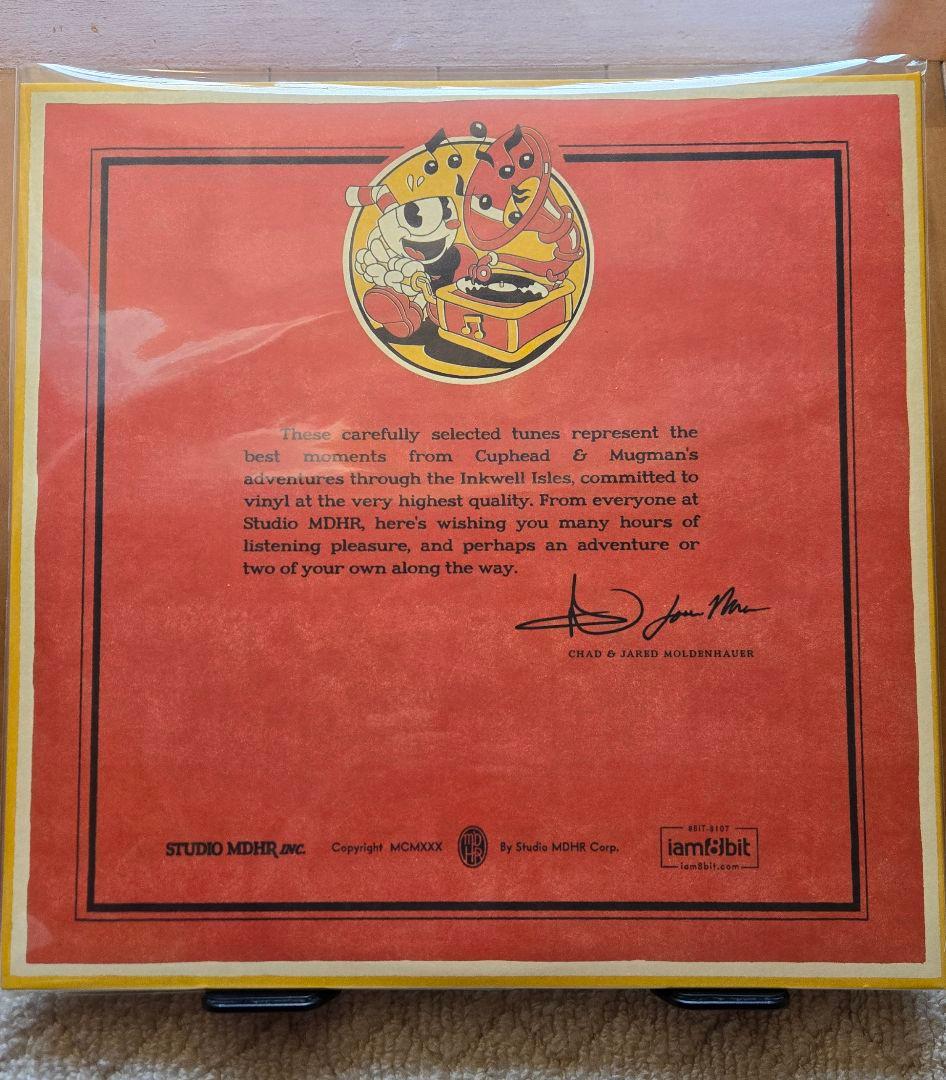 These carefully selected tunes represent the
best moments from Cuphead & Mugman's
adventures through the Inkwell Isles, committed to
vinyl at the very highest quality. From everyone at
Studio MDHR, here's wishing you many hours of
listening pleasure, and perhaps an adventure or
two of your own along the way.
CHAD & JARED MOLDENHAUER
STUDIO MDHR INC.
Copyright MCMXXX MDHR By Studio MDHR Corp.
8BIT-8107
iam8bit
iam8bit.com